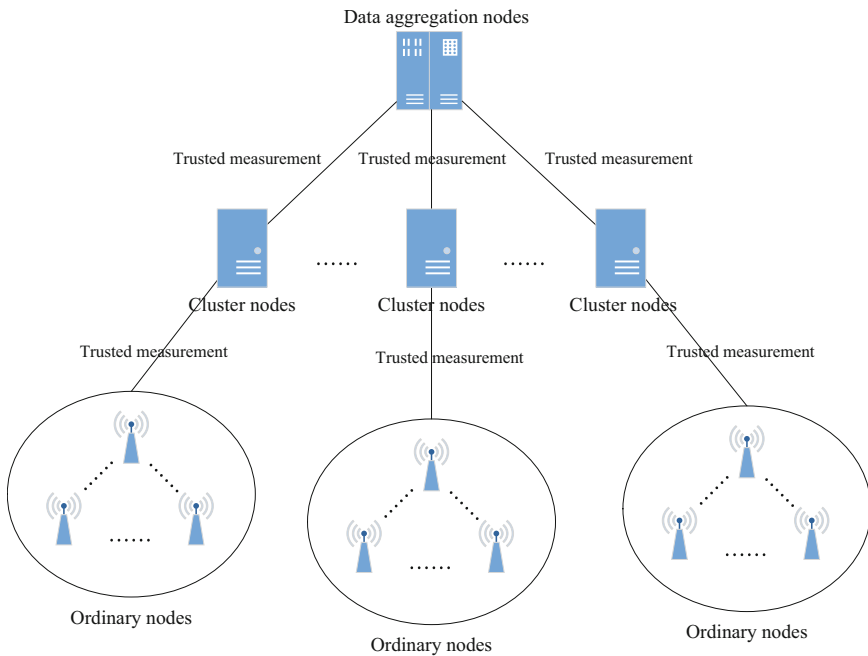 Data aggregation nodes
Trusted measurement
Trusted measurement
Trusted measurement
......
......
Cluster nodes
Cluster nodes
Cluster nodes
Trusted measurement
Trusted measurement
Trusted measurement
......
......
......
Ordinary nodes
Ordinary nodes
Ordinary nodes